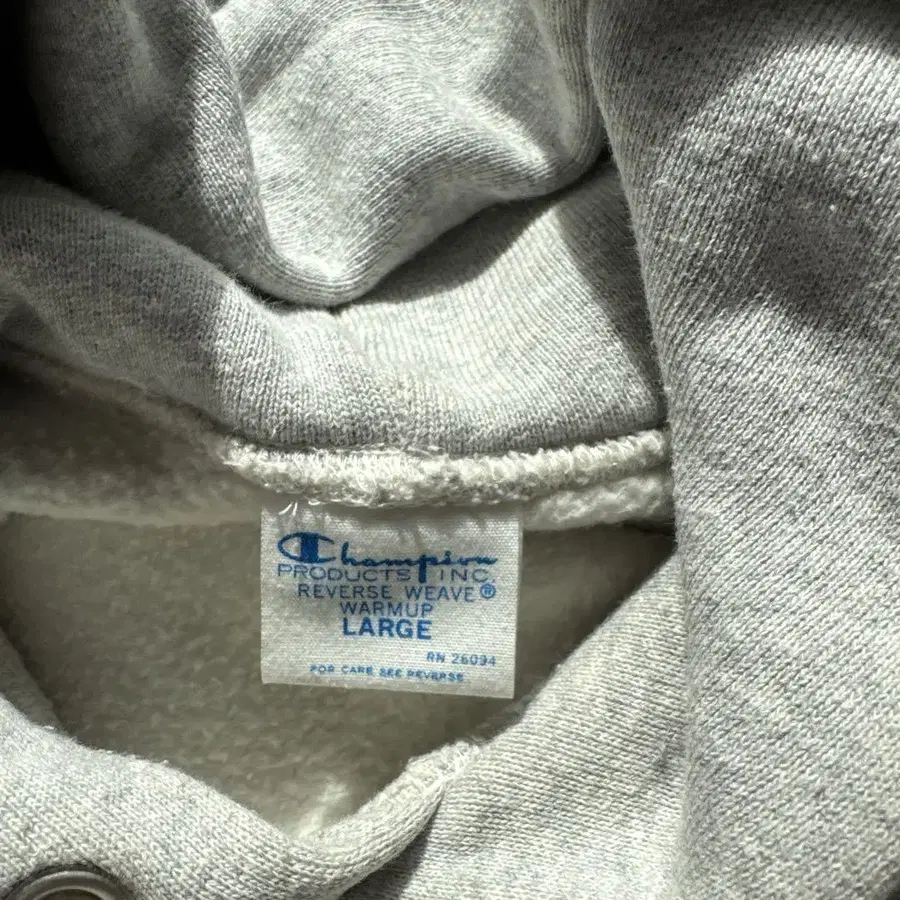 Champion
PRODUCTS INC.
REVERSE WEAVE®
WARMUP
LARGE
RN 26094
FOR CARE SEE REVERSE